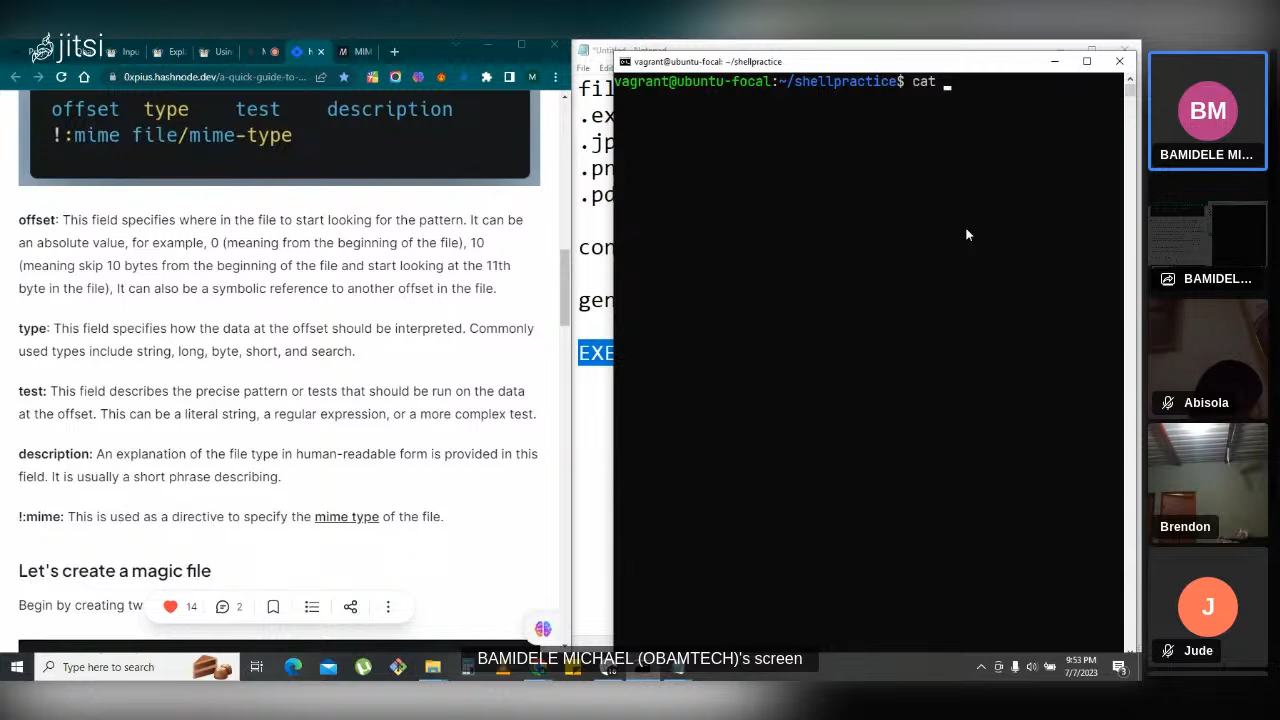 jitsi
Inpu
Expl
Usin
MIM
0xpius.hashnode.dev/a-quick-guide-to-...
offset type test description
!:mime file/mime-type
offset: This field specifies where in the file to start looking for the pattern. It can be
an absolute value, for example, 0 (meaning from the beginning of the file), 10
(meaning skip 10 bytes from the beginning of the file and start looking at the 11th
byte in the file), It can also be a symbolic reference to another offset in the file.
type: This field specifies how the data at the offset should be interpreted. Commonly
used types include string, long, byte, short, and search.
test: This field describes the precise pattern or tests that should be run on the data
at the offset. This can be a literal string, a regular expression, or a more complex test.
description: An explanation of the file type in human-readable form is provided in this
field. It is usually a short phrase describing.
!:mime: This is used as a directive to specify the mime type of the file.
Let's create a magic file
Begin by creating tw
14
2
*Untitled - Notepad
File Edi
fil
.ex
.jp
.pn
.pd
con
gen
EXE
vagrant@ubuntu-focal: ~/shellpractice
vagrant@ubuntu-focal:~/shellpractice$ cat
BM
BAMIDELE MI...
BAMIDEL...
Abisola
Brendon
J
Jude
Type here to search
BAMIDELE MICHAEL (OBAMTECH)'s screen
9:53 PM
7/7/2023
3